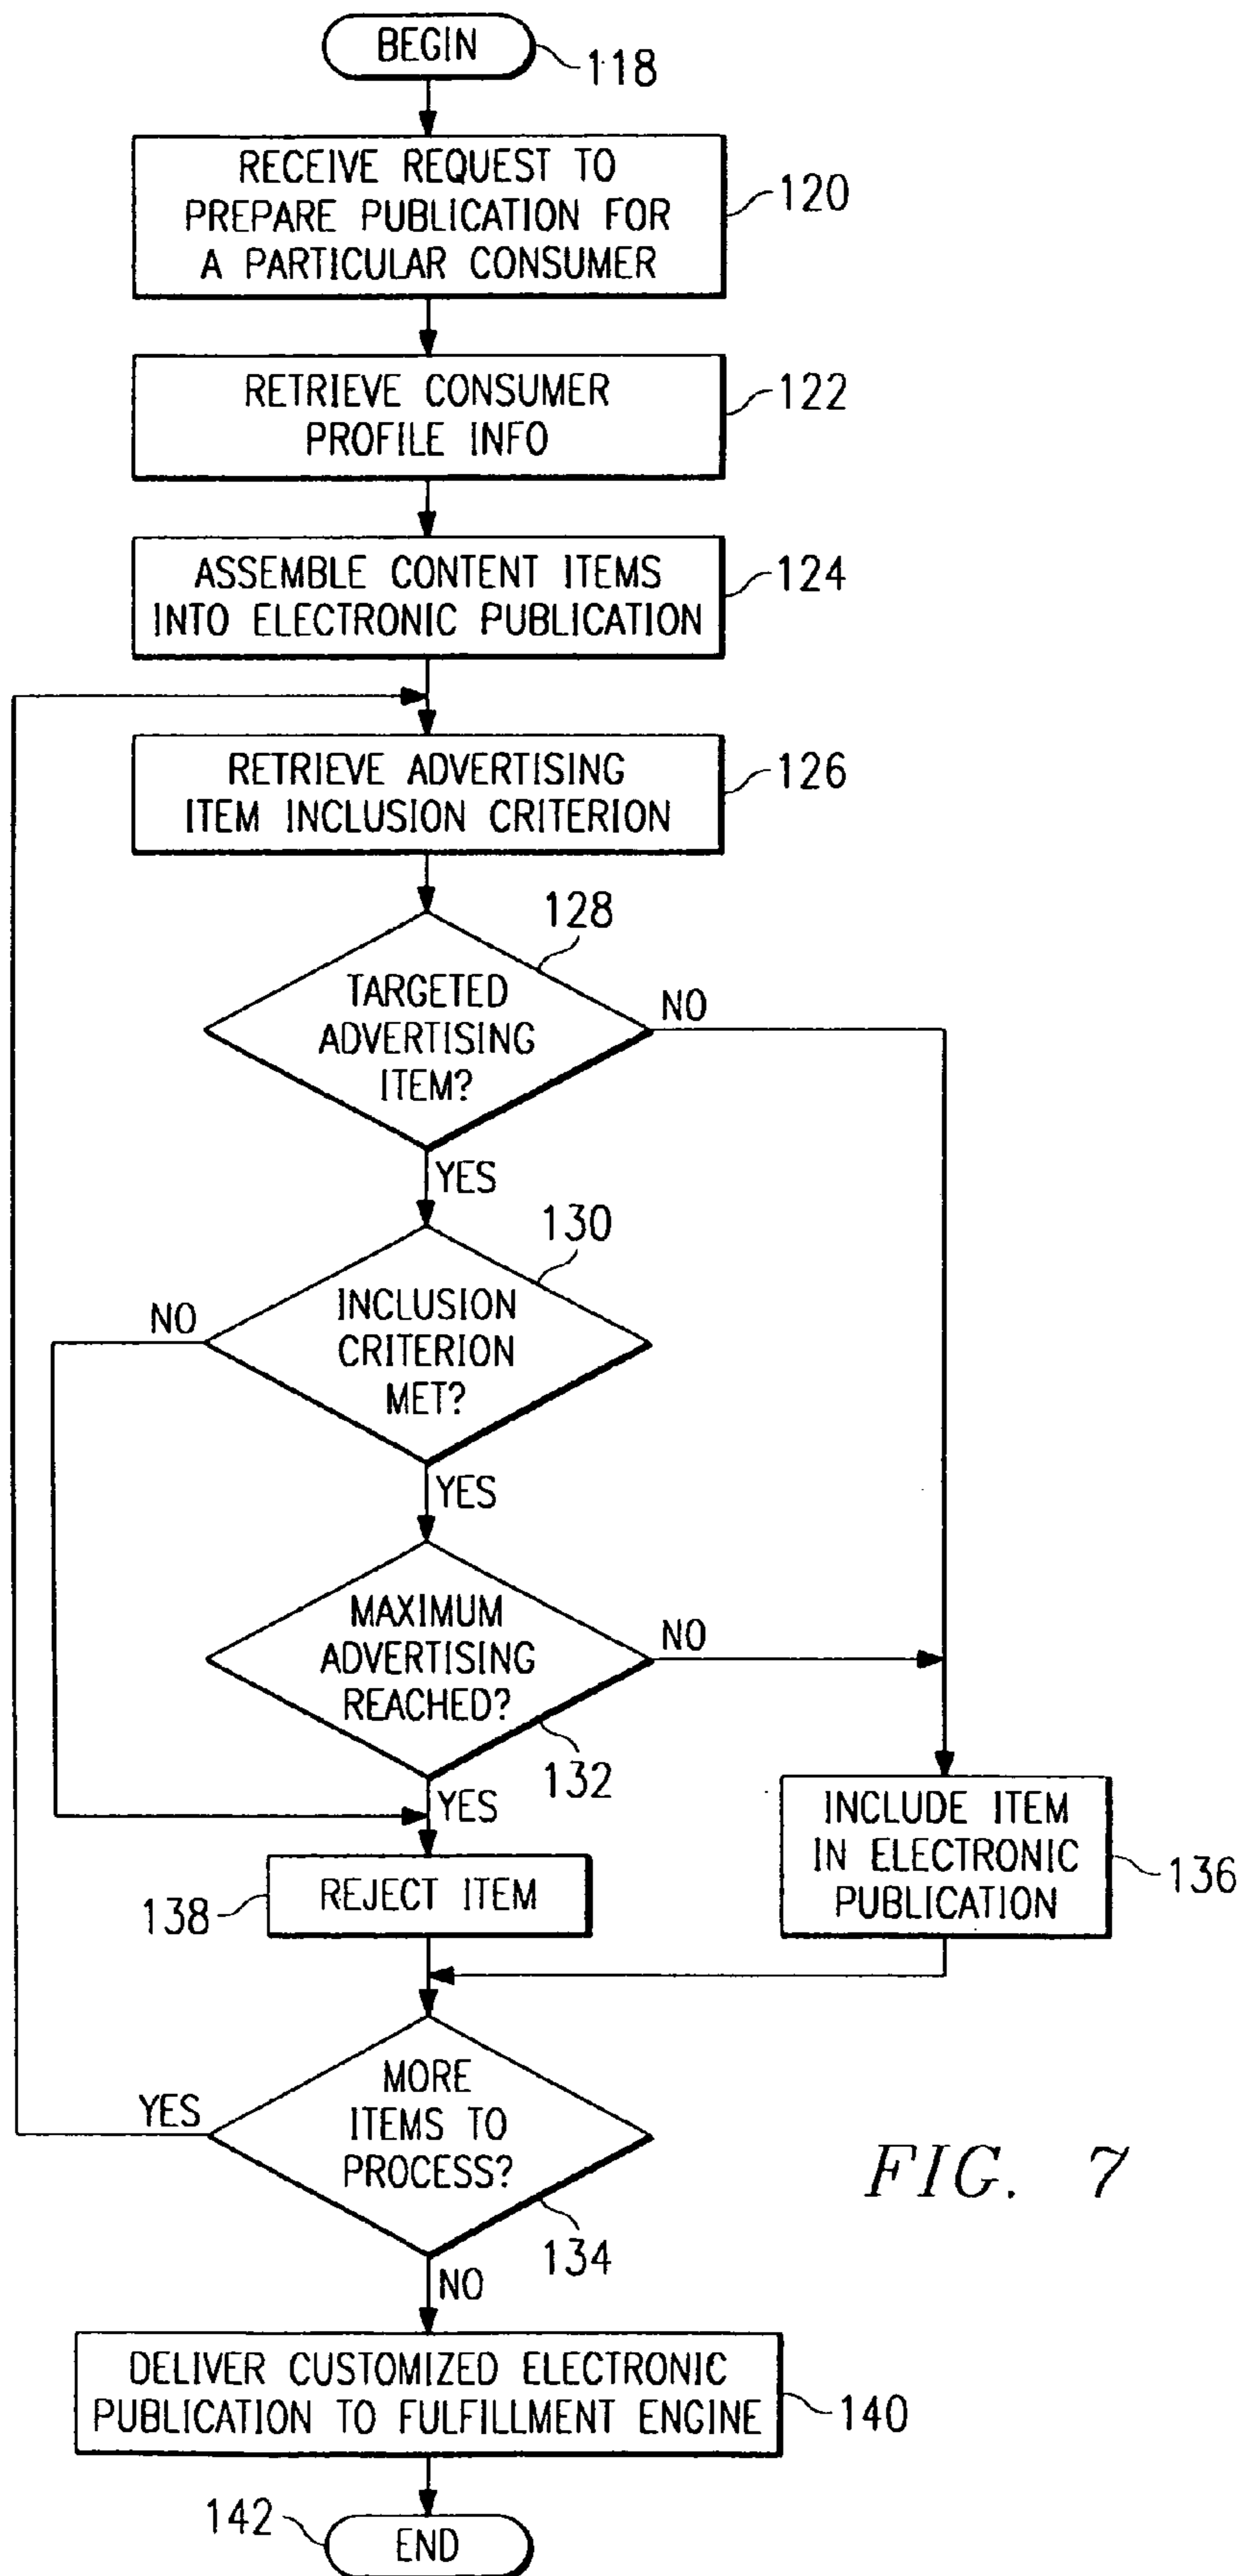 BEGIN
118
RECEIVE REQUEST TO
PREPARE PUBLICATION FOR
A PARTICULAR CONSUMER
120
RETRIEVE CONSUMER
PROFILE INFO
122
ASSEMBLE CONTENT ITEMS
INTO ELECTRONIC PUBLICATION
124
RETRIEVE ADVERTISING
ITEM INCLUSION CRITERION
126
128
TARGETED
ADVERTISING
ITEM?
NO
YES
130
INCLUSION
CRITERION
MET?
NO
YES
MAXIMUM
ADVERTISING
REACHED?
NO
132
YES
INCLUDE ITEM
IN ELECTRONIC
PUBLICATION
136
REJECT ITEM
138
MORE
ITEMS TO
PROCESS?
YES
134
NO
FIG. 7
DELIVER CUSTOMIZED ELECTRONIC
PUBLICATION TO FULFILLMENT ENGINE
140
142
END